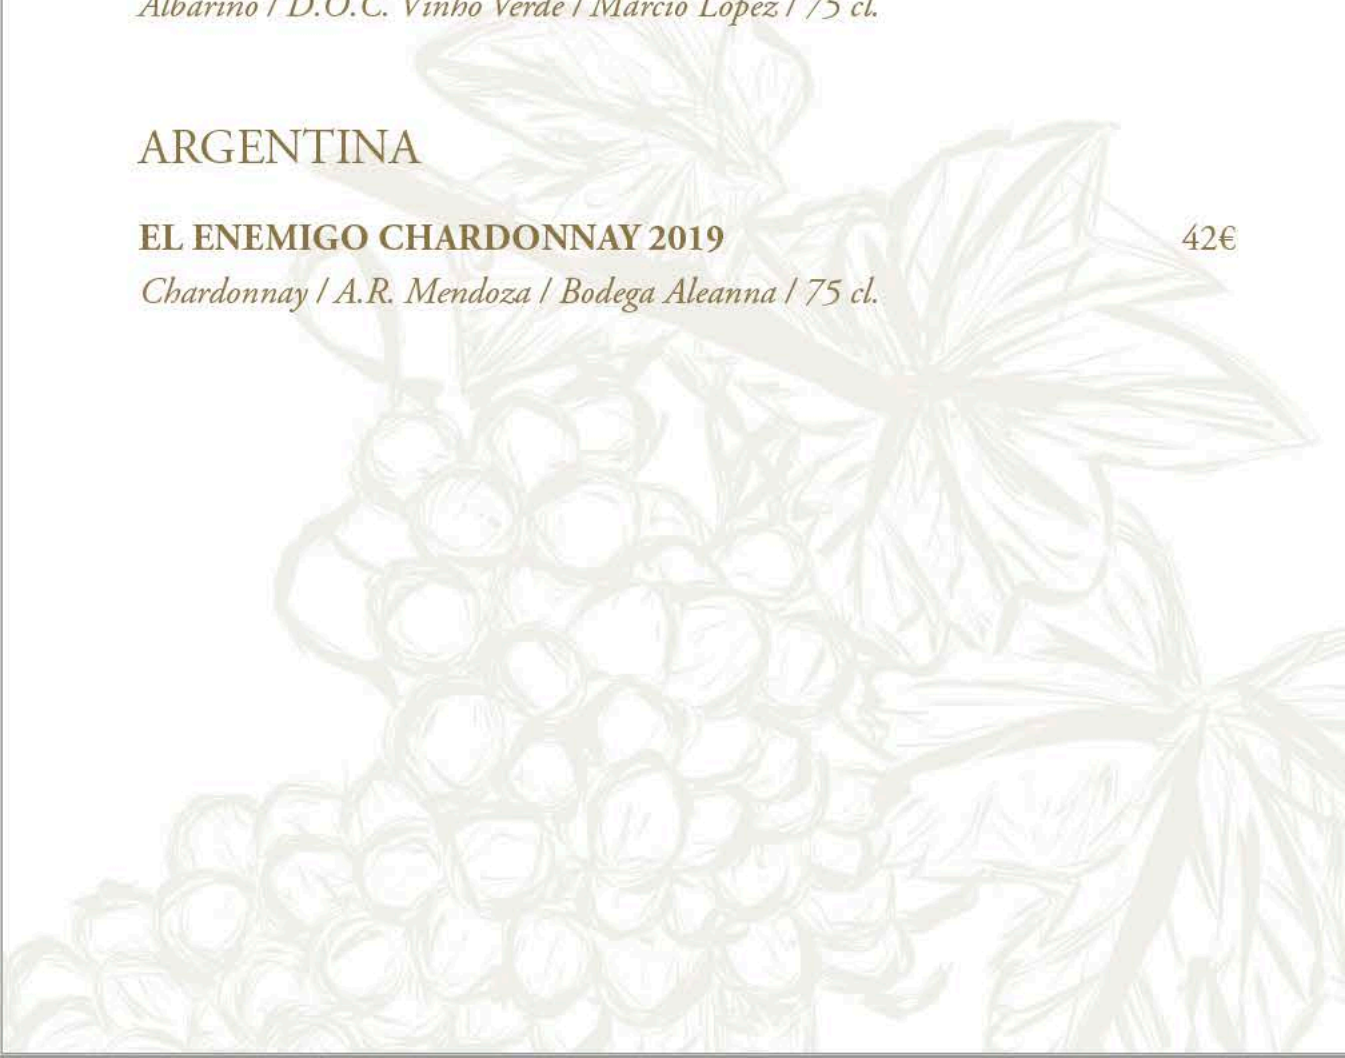 Albariño / D.O.C. Vinho Verde / Márcio Lopez / 75 cl.
ARGENTINA
EL ENEMIGO CHARDONNAY 2019 42€
Chardonnay / A.R. Mendoza / Bodega Aleanna / 75 cl.